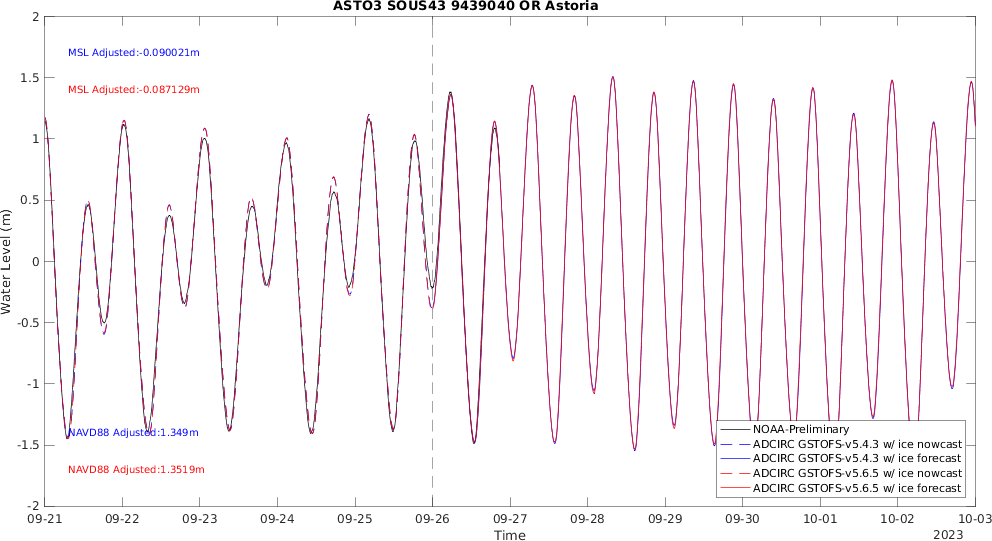 ASTO3 SOUS43 9439040 OR Astoria
2
1.5
1
0.5
0
-0.5
-1
-1.5
-2
Water Level (m)
MSL Adjusted:-0.090021m
MSL Adjusted:-0.087129m
NAVD88 Adjusted:1.349m
NAVD88 Adjusted:1.3519m
NOAA-Preliminary
ADCIRC GSTOFS-v5.4.3 w/ ice nowcast
ADCIRC GSTOFS-v5.4.3 w/ ice forecast
ADCIRC GSTOFS-v5.6.5 w/ ice nowcast
ADCIRC GSTOFS-v5.6.5 w/ ice forecast
09-21 09-22 09-23 09-24 09-25 09-26 09-27 09-28 09-29 09-30 10-01 10-02 10-03
Time
2023